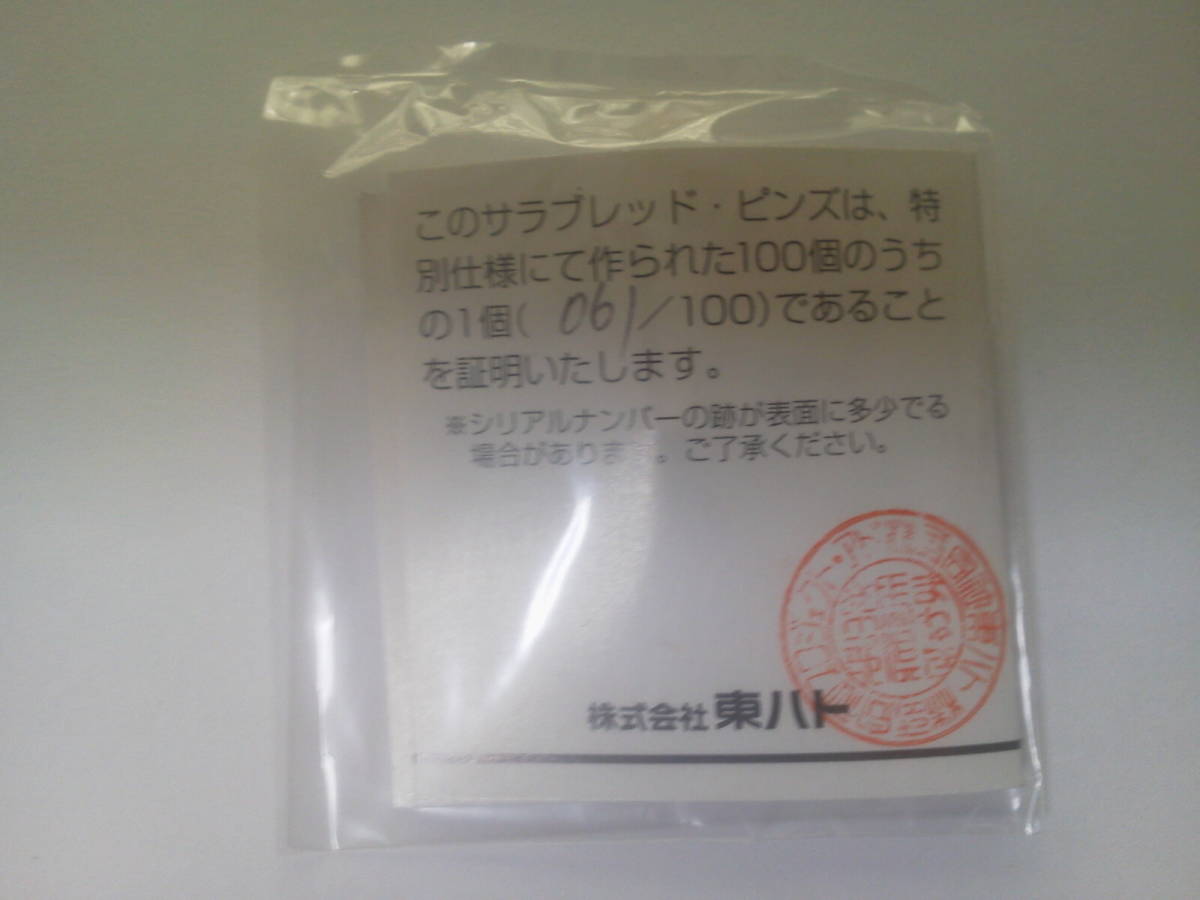 このサラブレッド・ピンズは、特
別仕様にて作られた100個のうち
の1個( 061/100)であること
を証明いたします。
※シリアルナンバーの跡が表面に多少でる
場合があります。ご了承ください。
株式会社 東ハト